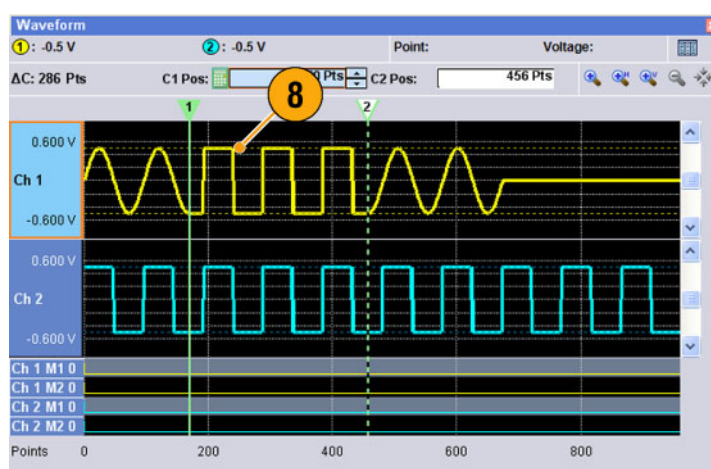 Waveform
1: -0.5 V 2: -0.5 V Point: Voltage:
ΔC: 286 Pts C1 Pos: 0 Pts C2 Pos: 456 Pts
8
1 2
0.600 V
Ch 1
-0.600 V
0.600 V
Ch 2
-0.600 V
Ch 1 M1 0
Ch 1 M2 0
Ch 2 M1 0
Ch 2 M2 0
Points 0 200 400 600 800